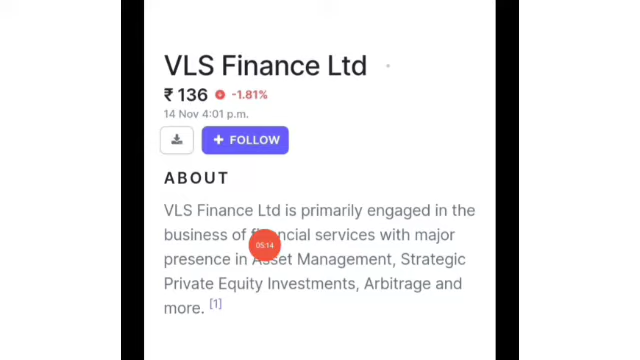 VLS Finance Ltd
₹ 136 -1.81%
14 Nov 4:01 p.m.
+ FOLLOW
ABOUT
VLS Finance Ltd is primarily engaged in the
business of financial services with major
05:14
presence in Asset Management, Strategic
Private Equity Investments, Arbitrage and
more. [1]